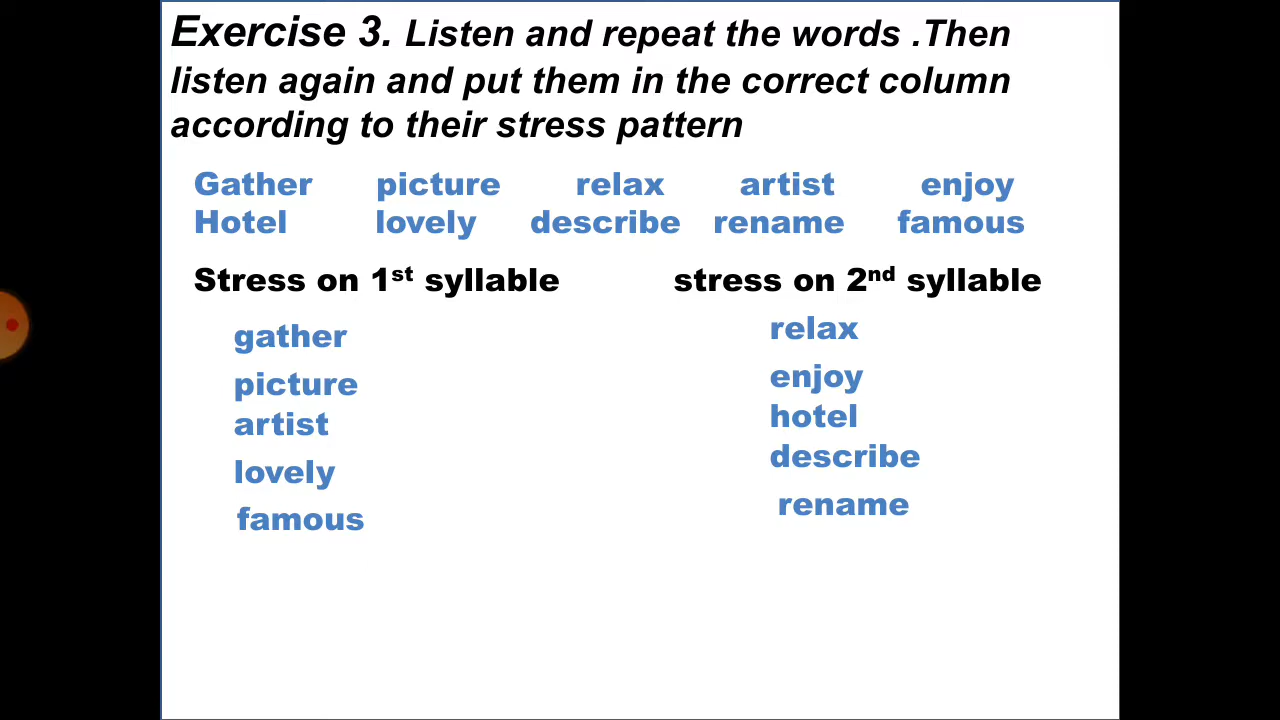 Exercise 3. Listen and repeat the words .Then
listen again and put them in the correct column
according to their stress pattern
Gather picture relax artist enjoy
Hotel lovely describe rename famous
Stress on 1st syllable stress on 2nd syllable
gather relax
picture enjoy
artist hotel
lovely describe
famous rename